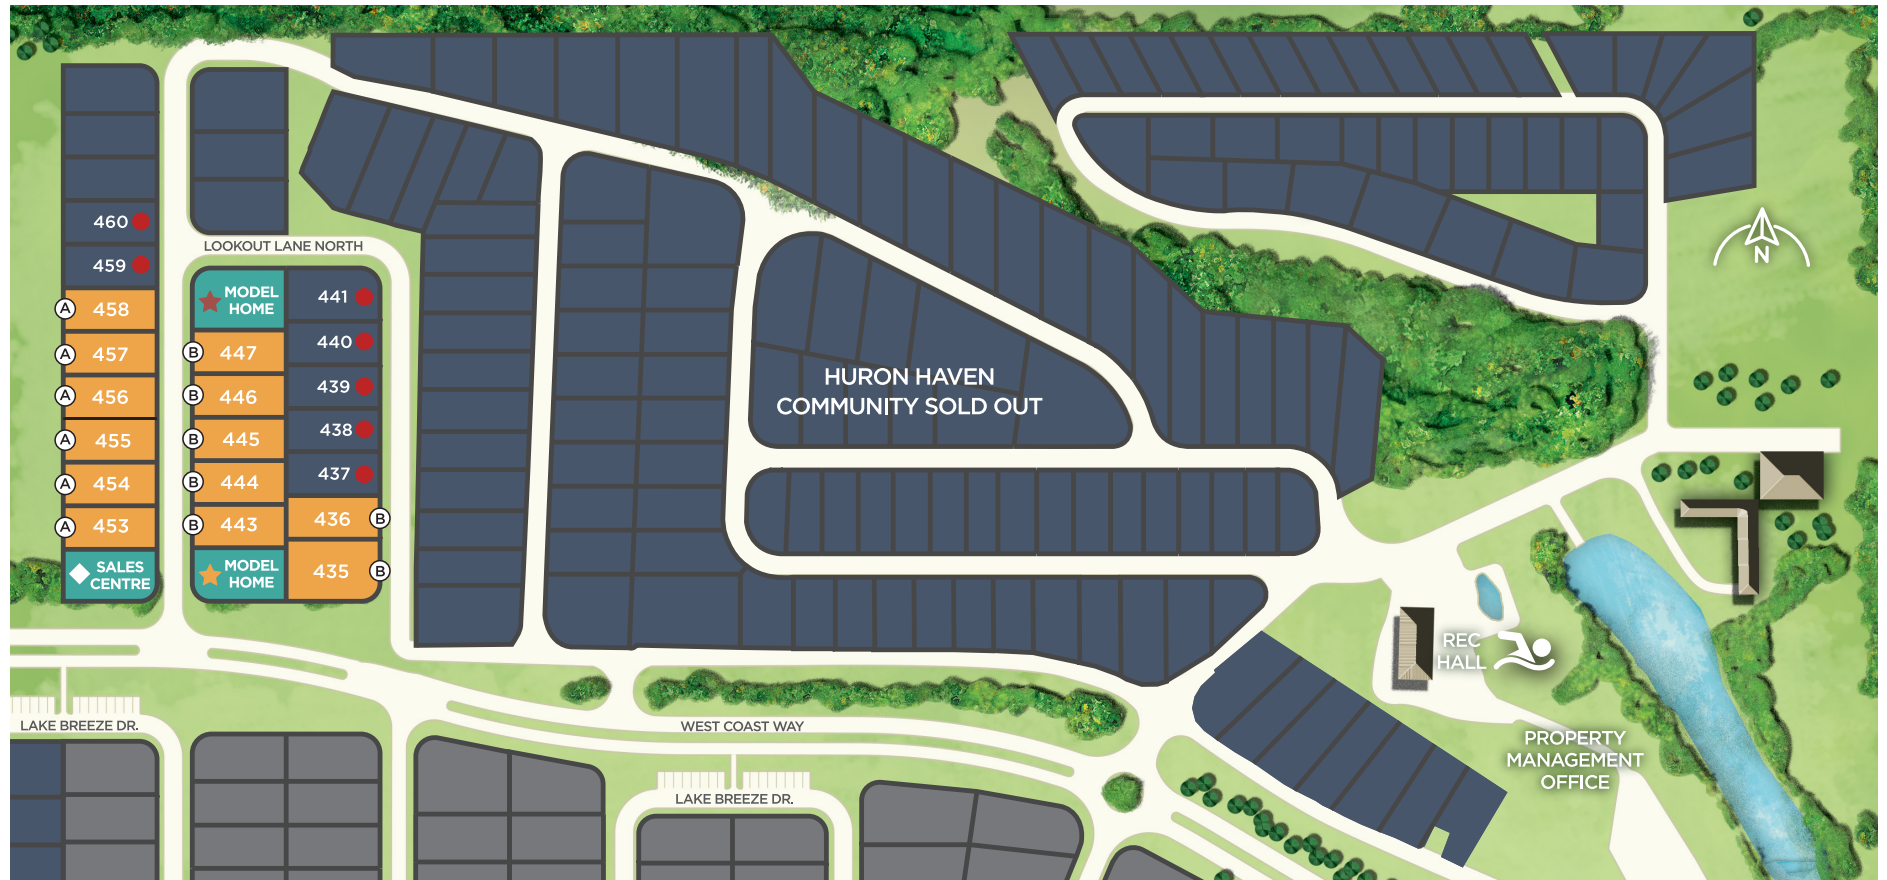 460
459
A 458
A 457
A 456
A 455
A 454
A 453
SALES
CENTRE
LOOKOUT LANE NORTH
MODEL
HOME
B 447
B 446
B 445
B 444
B 443
MODEL
HOME
441
440
439
438
437
436 B
435 B
HURON HAVEN
COMMUNITY SOLD OUT
N
REC
HALL
PROPERTY
MANAGEMENT
OFFICE
LAKE BREEZE DR.
WEST COAST WAY
LAKE BREEZE DR.